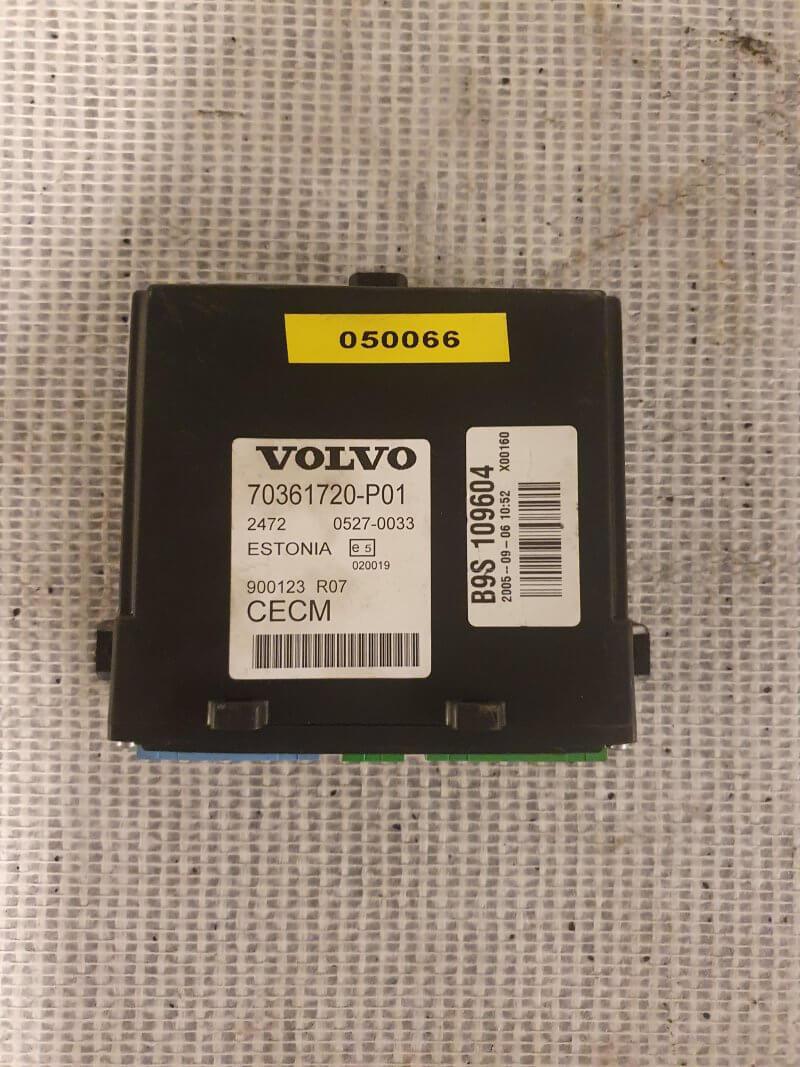 050066
VOLVO
70361720-P01
2472 0527-0033
ESTONIA e5
020019
900123 R07
CECM
B9S 109604
2005-09-06 10:52 X00160